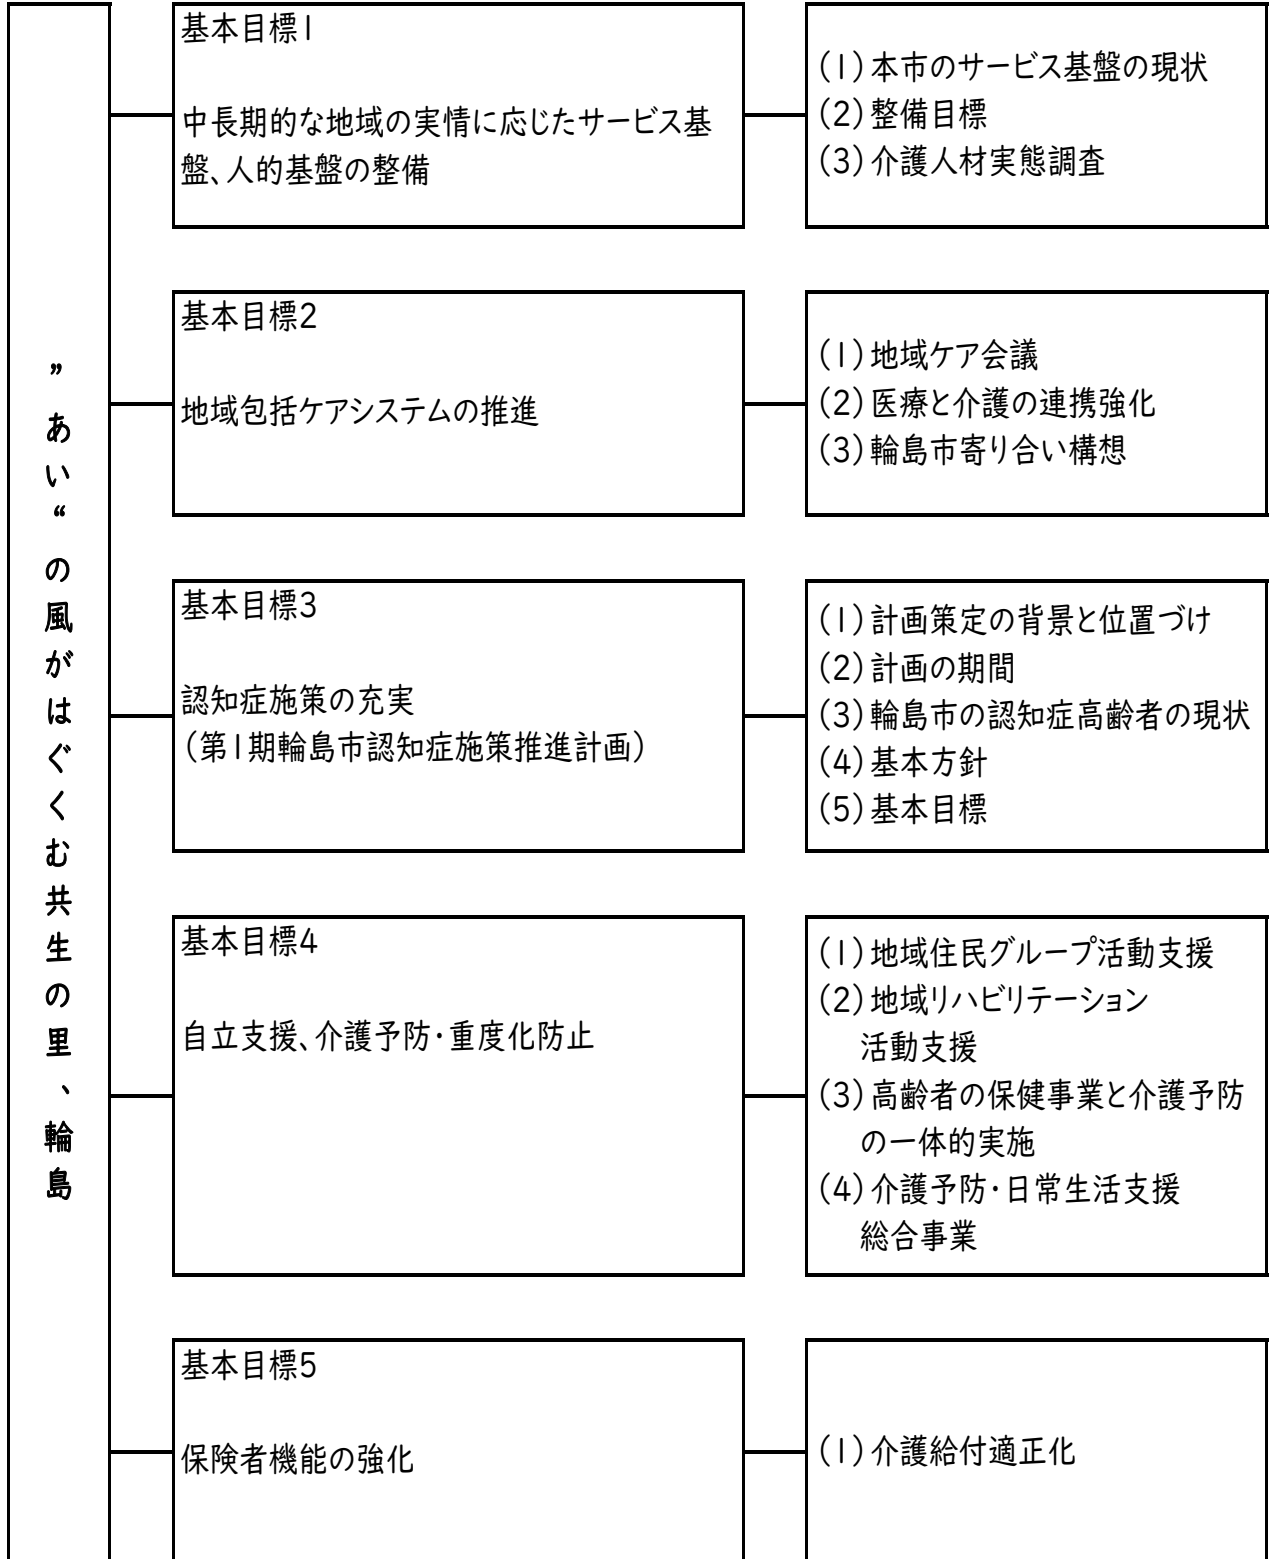 ”あい“の風がはぐくむ共生の里、輪島
基本目標1
中長期的な地域の実情に応じたサービス基
盤、人的基盤の整備
(1)本市のサービス基盤の現状
(2)整備目標
(3)介護人材実態調査
基本目標2
地域包括ケアシステムの推進
(1)地域ケア会議
(2)医療と介護の連携強化
(3)輪島市寄り合い構想
基本目標3
認知症施策の充実
(第1期輪島市認知症施策推進計画)
(1)計画策定の背景と位置づけ
(2)計画の期間
(3)輪島市の認知症高齢者の現状
(4)基本方針
(5)基本目標
基本目標4
自立支援、介護予防・重度化防止
(1)地域住民グループ活動支援
(2)地域リハビリテーション
活動支援
(3)高齢者の保健事業と介護予防
の一体的実施
(4)介護予防・日常生活支援
総合事業
基本目標5
保険者機能の強化
(1)介護給付適正化